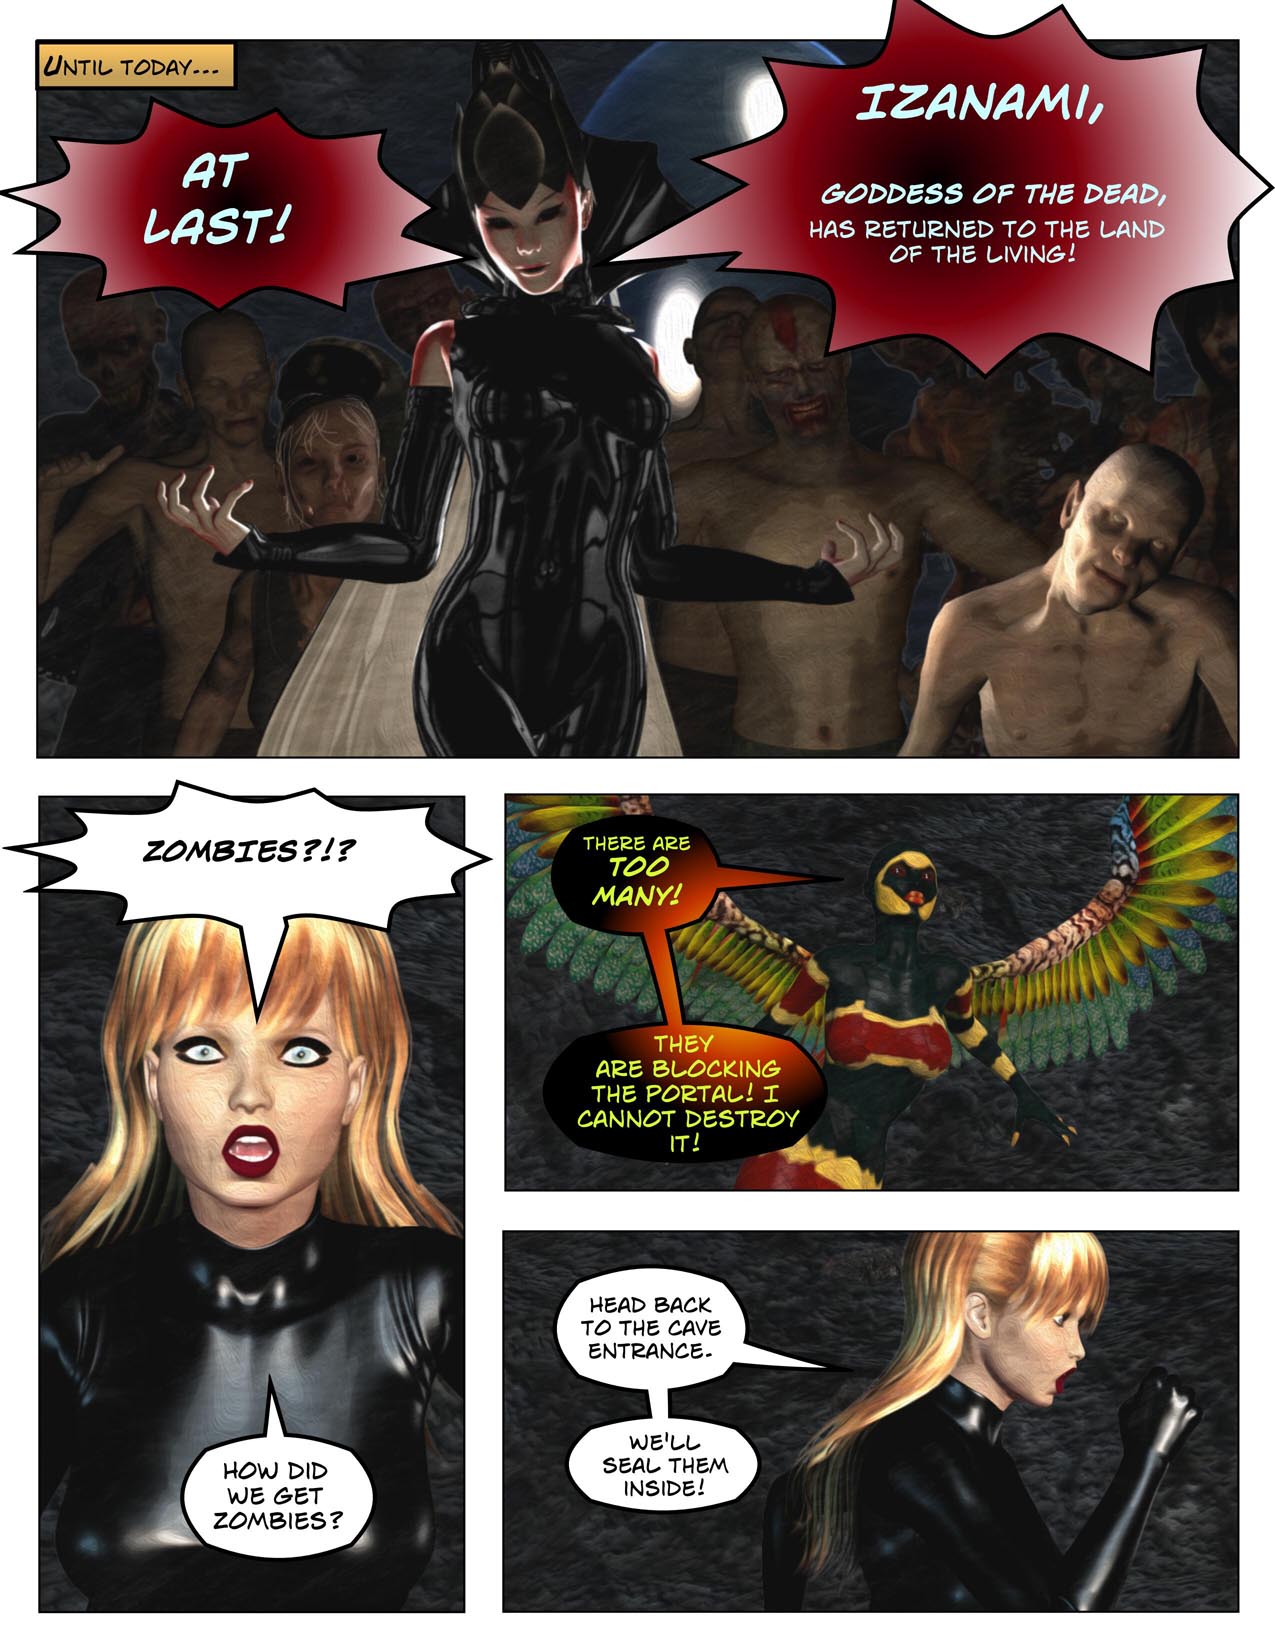 UNTIL TODAY...
AT
LAST!
IZANAMI,
GODDESS OF THE DEAD,
HAS RETURNED TO THE LAND
OF THE LIVING!
ZOMBIES?!?
HOW DID
WE GET
ZOMBIES?
THERE ARE
TOO
MANY!
THEY
ARE BLOCKING
THE PORTAL! I
CANNOT DESTROY
IT!
HEAD BACK
TO THE CAVE
ENTRANCE.
WE'LL
SEAL THEM
INSIDE!